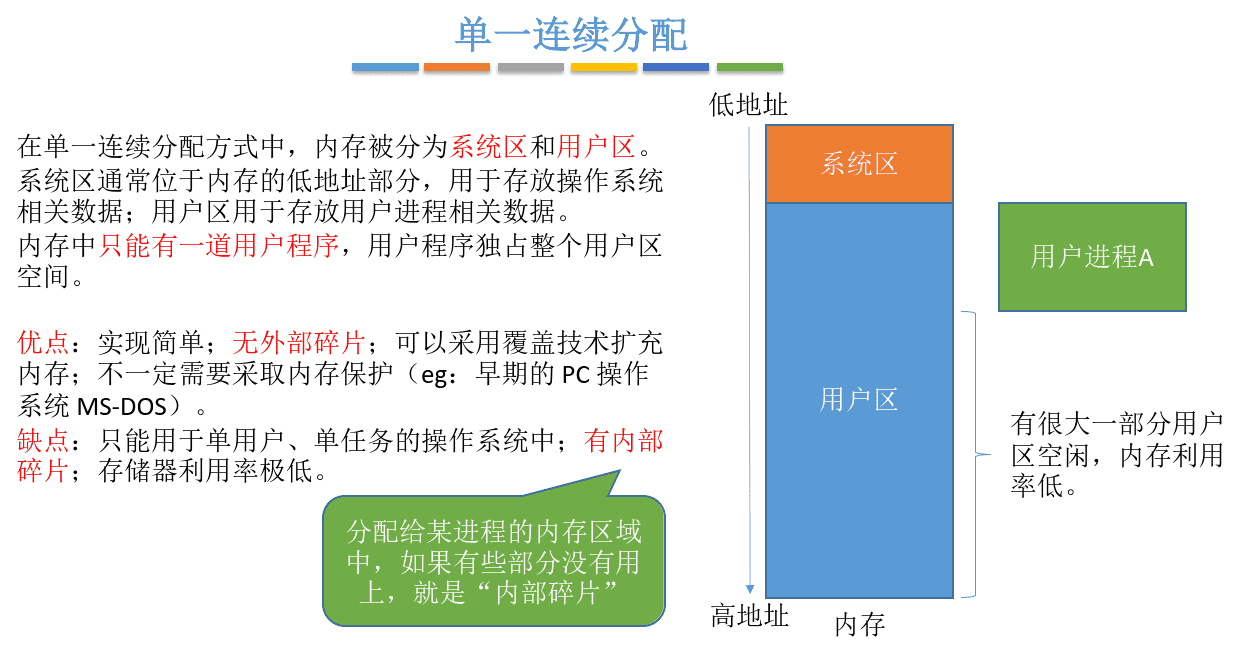 单一连续分配
在单一连续分配方式中，内存被分为系统区和用户区。
系统区通常位于内存的低地址部分，用于存放操作系统
相关数据；用户区用于存放用户进程相关数据。
内存中只能有一道用户程序，用户程序独占整个用户区
空间。
优点：实现简单；无外部碎片；可以采用覆盖技术扩充
内存；不一定需要采取内存保护（eg：早期的 PC 操作
系统 MS-DOS）。
缺点：只能用于单用户、单任务的操作系统中；有内部
碎片；存储器利用率极低。
分配给某进程的内存区域
中，如果有些部分没有用
上，就是“内部碎片”
低地址
系统区
用户区
高地址
内存
用户进程A
有很大一部分用户
区空闲，内存利用
率低。